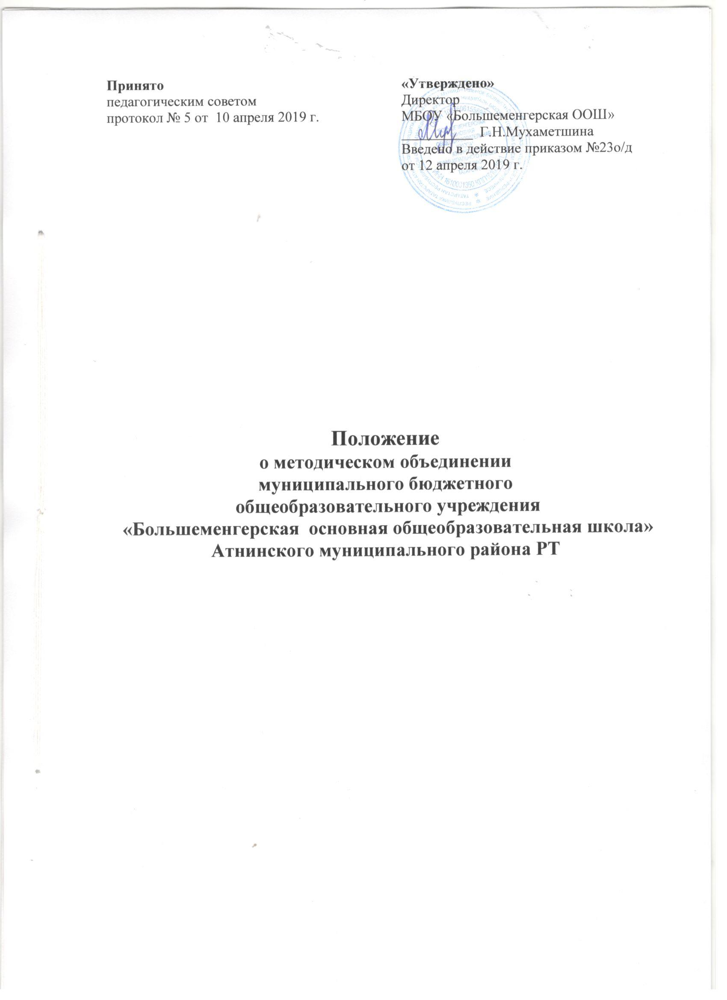 Принято
педагогическим советом
протокол № 5 от 10 апреля 2019 г.
«Утверждено»
Директор
МБОУ «Большеменгерская ООШ»
__________ Г.Н.Мухаметшина
Введено в действие приказом №23о/д
от 12 апреля 2019 г.
Положение
о методическом объединении
муниципального бюджетного
общеобразовательного учреждения
«Большеменгерская основная общеобразовательная школа»
Атнинского муниципального района РТ